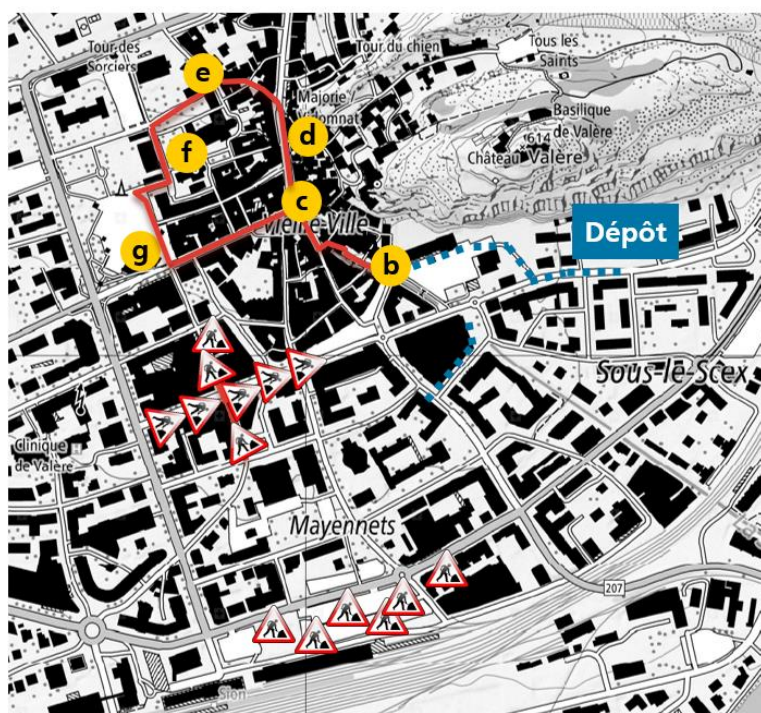 Tour des
Sorciers
Tour du chien
Tous les
Saints
e
Majorie /
Basilique
de Valère
d
614
f
Château
Valère
c
Ville
g
b
Dépôt
Sous-le-Scex
Clinique
de Valère
Mayennets
207
Sion